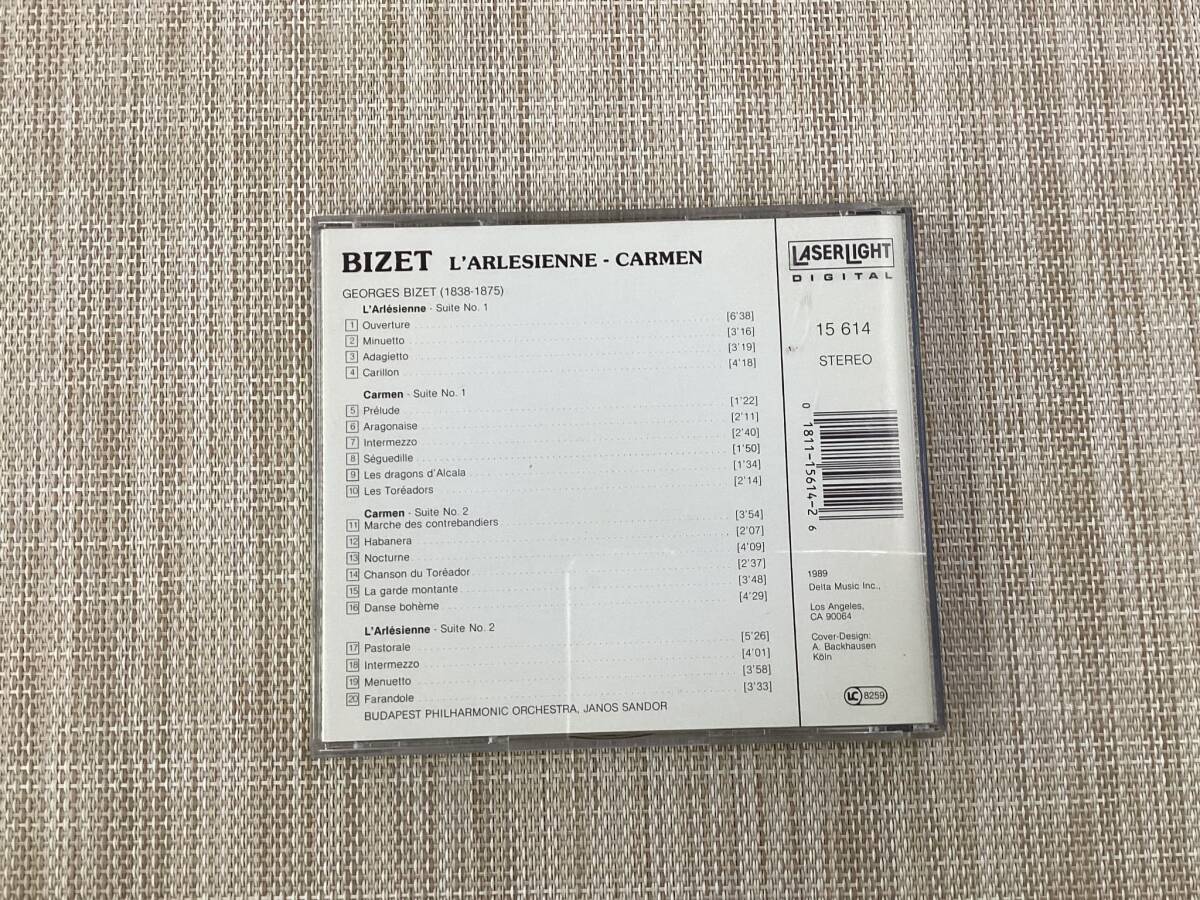 BIZET L'ARLESIENNE - CARMEN
GEORGES BIZET (1838-1875)
L'Arlésienne - Suite No. 1
1 Ouverture [6'38]
2 Minuetto [3'16]
3 Adagietto [3'19]
4 Carillon [4'18]
Carmen - Suite No. 1
5 Prélude [1'22]
6 Aragonaise [2'11]
7 Intermezzo [2'40]
8 Séguedille [1'50]
9 Les dragons d'Alcala [1'34]
10 Les Toréadors [2'14]
Carmen - Suite No. 2
11 Marche des contrebandiers [3'54]
12 Habanera [2'07]
13 Nocturne [4'09]
14 Chanson du Toréador [2'37]
15 La garde montante [3'48]
16 Danse bohème [4'29]
L'Arlésienne - Suite No. 2
17 Pastorale [5'26]
18 Intermezzo [4'01]
19 Menuetto [3'58]
20 Farandole [3'33]
BUDAPEST PHILHARMONIC ORCHESTRA, JANOS SANDOR
LASERLIGHT
DIGITAL
15 614
STEREO
0 1811-15614-2 6
1989
Delta Music Inc.,
Los Angeles,
CA 90064
Cover-Design:
A. Backhausen
Köln
LC 8259